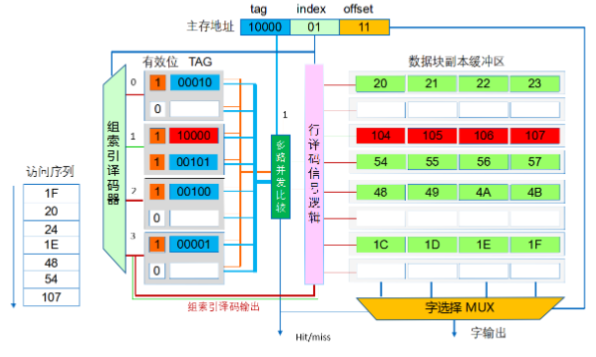 tag index offset
主存地址 10000 01 11
有效位 TAG
数据块副本缓冲区
0 1 00010
0
1 1 10000
1 00101
2 1 00100
0
3 1 00001
0
组索引译码器
1
多路并发比较
行译码信号逻辑
20 21 22 23
104 105 106 107
54 55 56 57
48 49 4A 4B
1C 1D 1E 1F
访问序列
1F
20
24
1E
48
54
107
组索引译码输出
字选择 MUX
Hit/miss
字输出